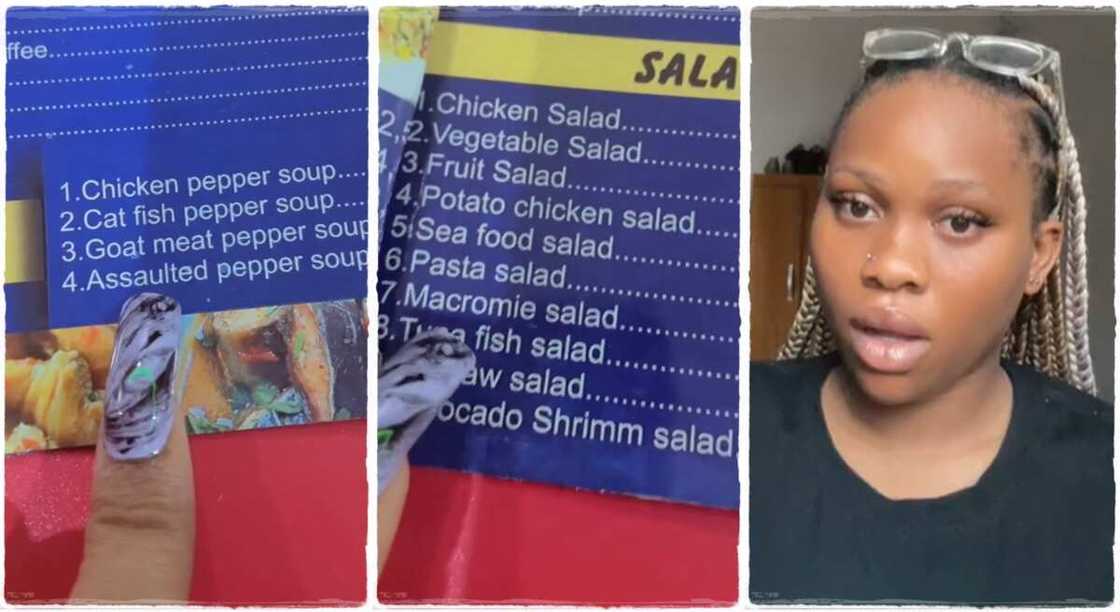 ffee....................................
1.Chicken pepper soup....
2.Cat fish pepper soup....
3.Goat meat pepper soup
4.Assaulted pepper soup
SALA
1.Chicken Salad....................
2.Vegetable Salad................
3.Fruit Salad..........................
4.Potato chicken salad.......
5.Sea food salad..................
6.Pasta salad........................
7.Macromie salad.................
8. fish salad......................
aw salad.......................
ocado Shrimm salad.